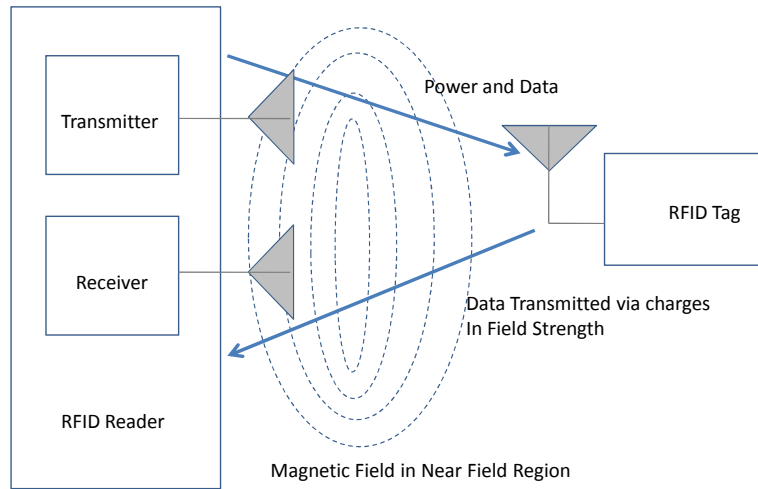 Power and Data
Transmitter
RFID Tag
Receiver
Data Transmitted via charges
In Field Strength
RFID Reader
Magnetic Field in Near Field Region